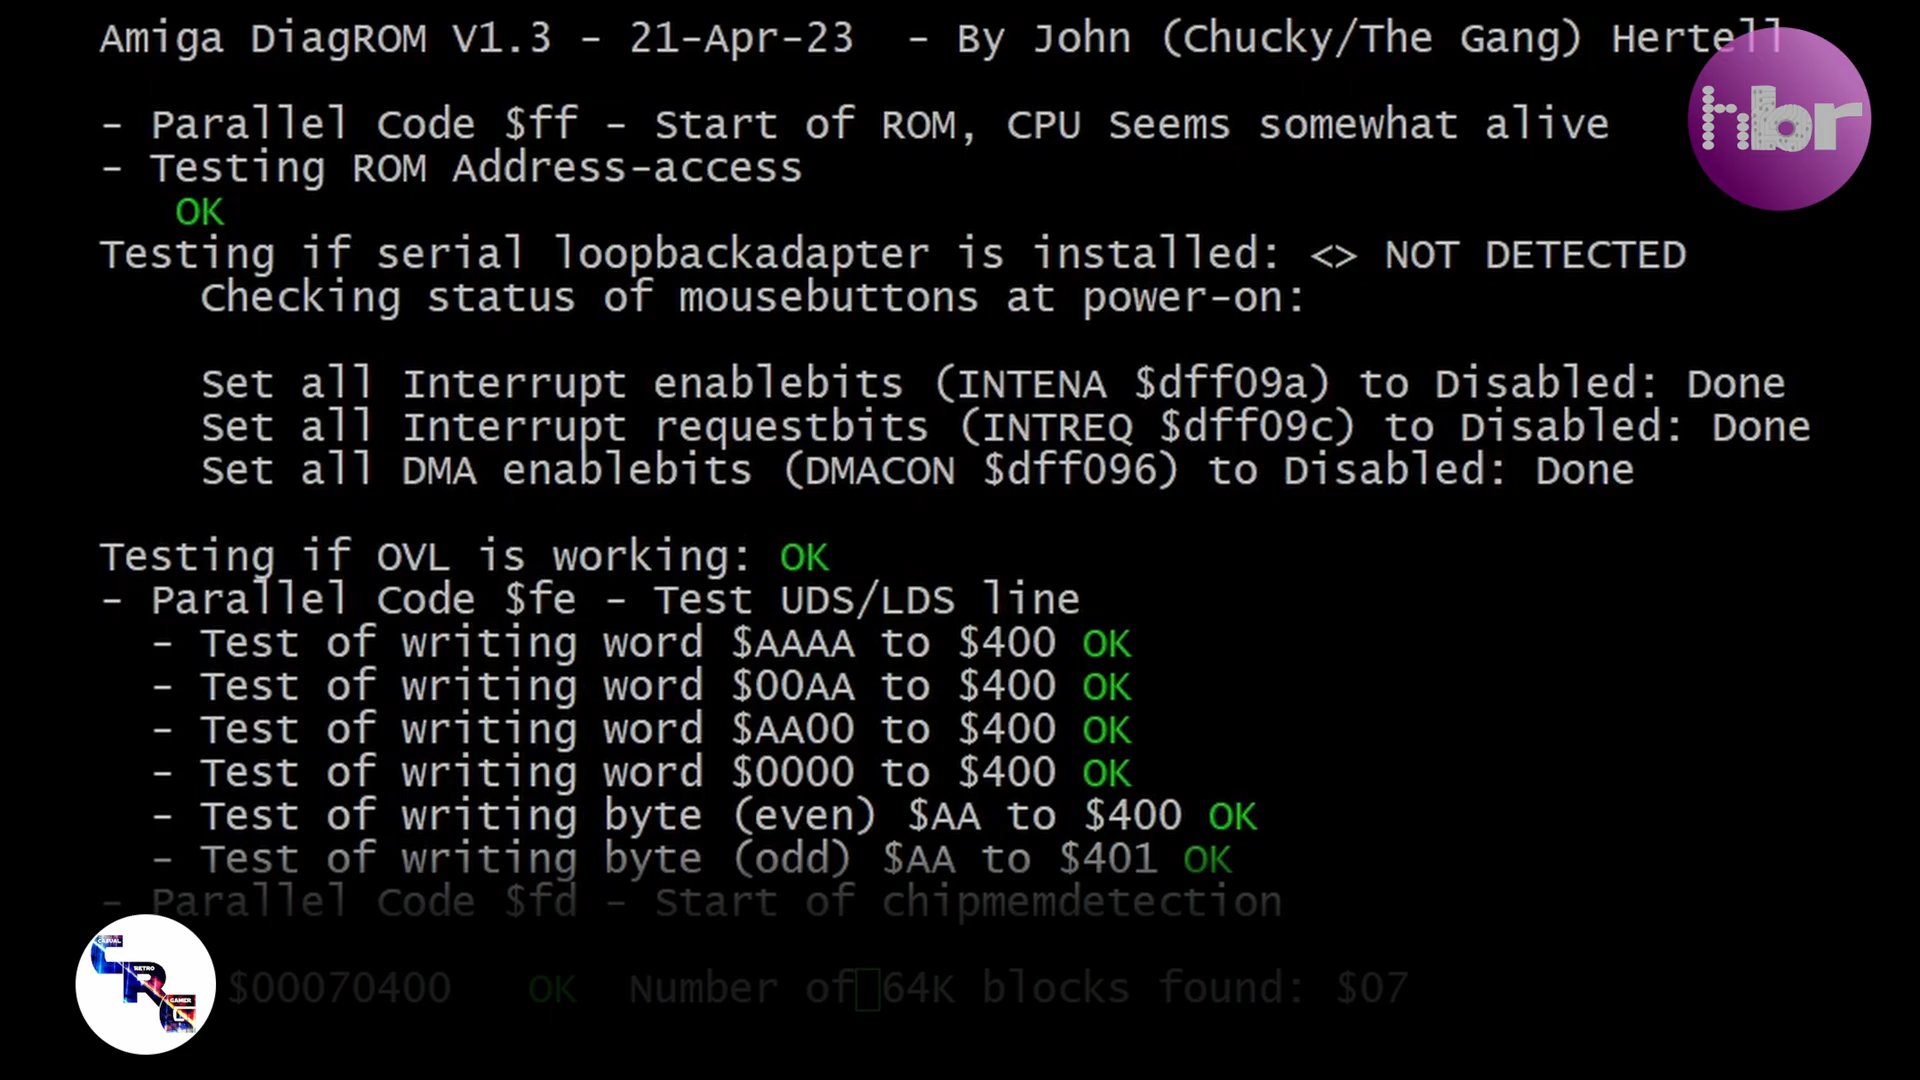 Amiga DiagROM V1.3 - 21-Apr-23  - By John (Chucky/The Gang) Hertell
hbr
- Parallel Code $ff - Start of ROM, CPU Seems somewhat alive
- Testing ROM Address-access
OK
Testing if serial loopbackadapter is installed: <> NOT DETECTED
Checking status of mousebuttons at power-on:
Set all Interrupt enablebits (INTENA $dff09a) to Disabled: Done
Set all Interrupt requestbits (INTREQ $dff09c) to Disabled: Done
Set all DMA enablebits (DMACON $dff096) to Disabled: Done
Testing if OVL is working: OK
- Parallel Code $fe - Test UDS/LDS line
- Test of writing word $AAAA to $400 OK
- Test of writing word $00AA to $400 OK
- Test of writing word $AA00 to $400 OK
- Test of writing word $0000 to $400 OK
- Test of writing byte (even) $AA to $400 OK
- Test of writing byte (odd) $AA to $401 OK
- Parallel Code $fd - Start of chipmemdetection
$00070400 OK Number of 64K blocks found: $07
CASUAL
RETRO
GAMER